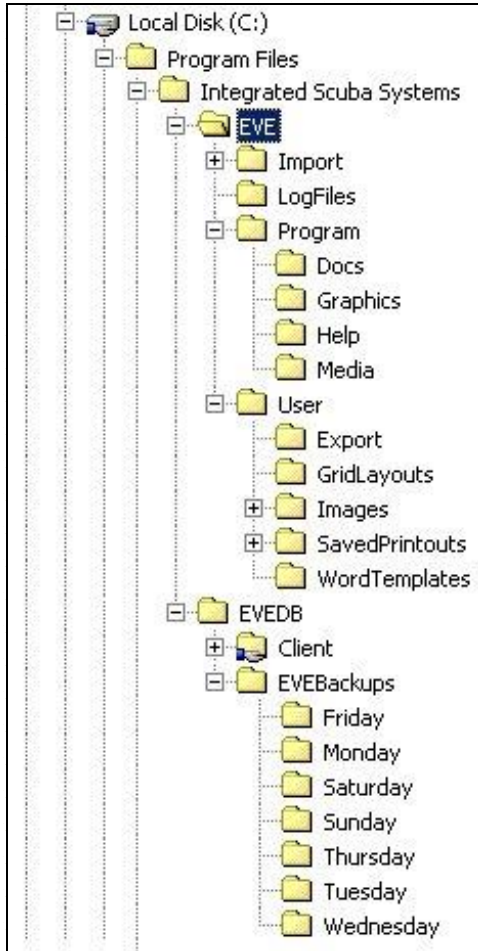 Local Disk (C:)
Program Files
Integrated Scuba Systems
EVE
Import
LogFiles
Program
Docs
Graphics
Help
Media
User
Export
GridLayouts
Images
SavedPrintouts
WordTemplates
EVEDB
Client
EVEBackups
Friday
Monday
Saturday
Sunday
Thursday
Tuesday
Wednesday